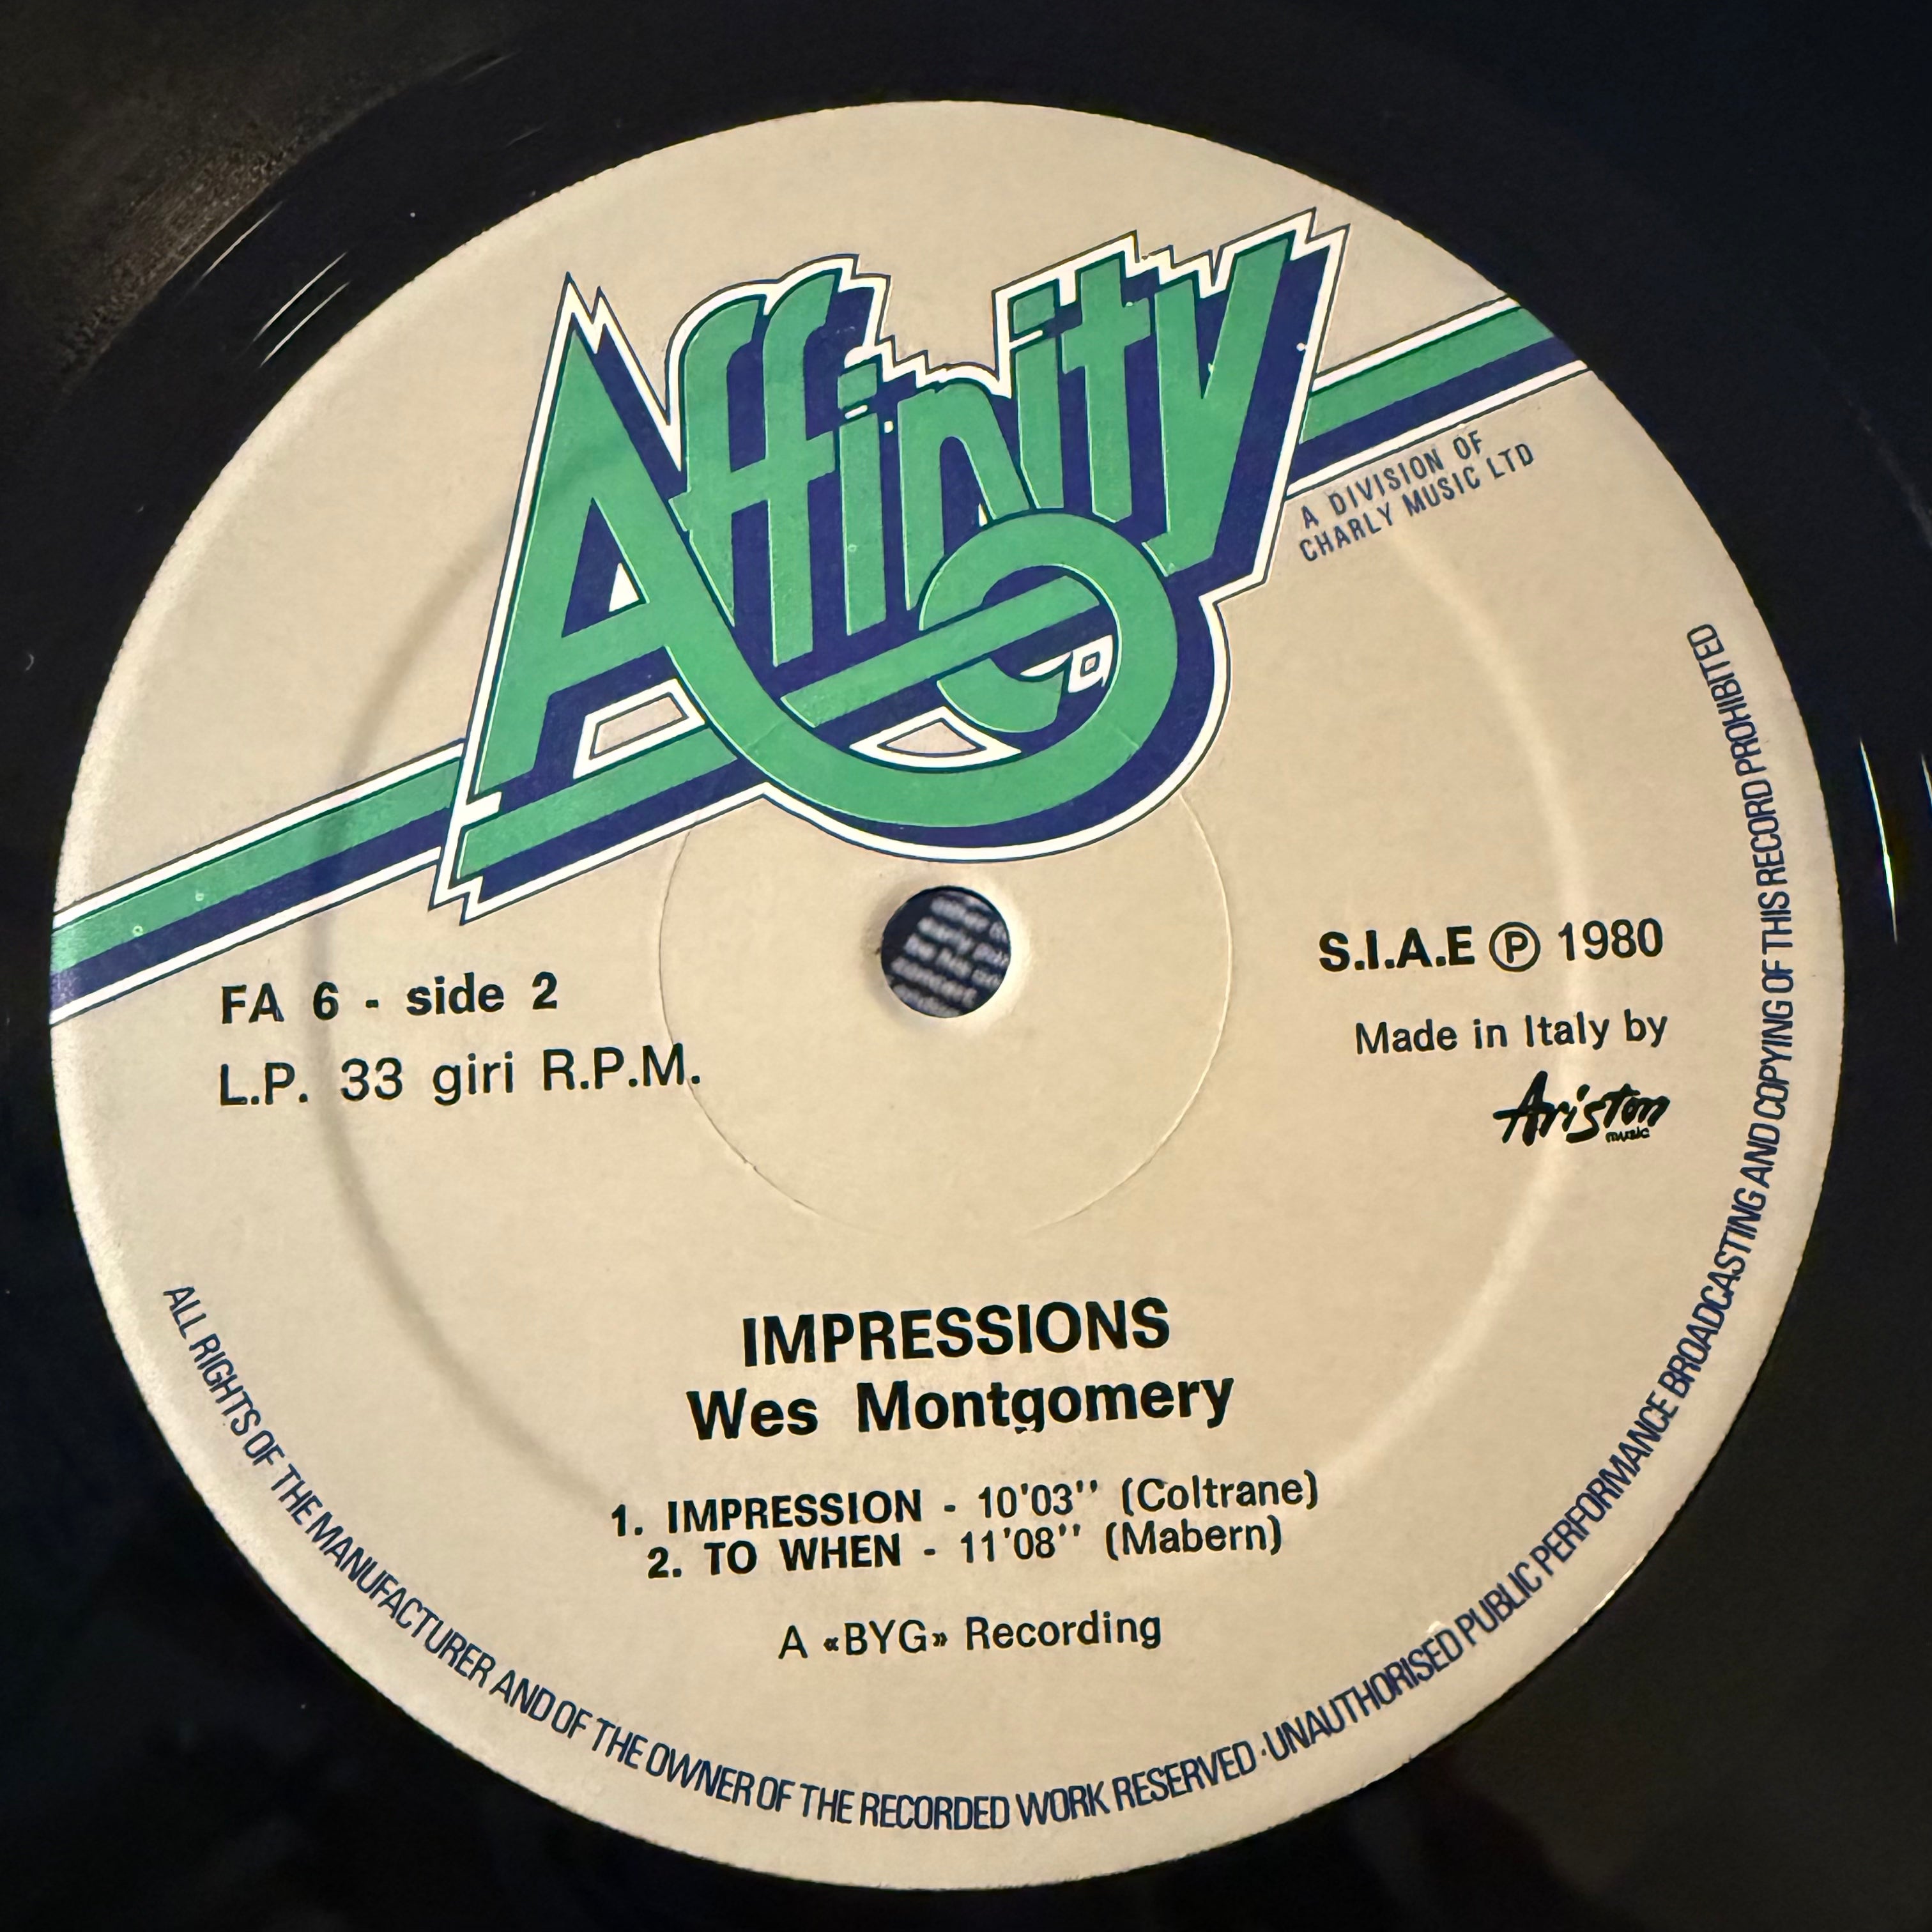 Affinity
A DIVISION OF
CHARLY MUSIC LTD
FA 6 - side 2
L.P. 33 giri R.P.M.
S.I.A.E ℗ 1980
Made in Italy by
Ariston
music
IMPRESSIONS
Wes Montgomery
1. IMPRESSION - 10'03'' (Coltrane)
2. TO WHEN - 11'08'' (Mabern)
A «BYG» Recording
ALL RIGHTS OF THE MANUFACTURER AND OF THE OWNER OF THE RECORDED WORK RESERVED · UNAUTHORISED PUBLIC PERFORMANCE BROADCASTING AND COPYING OF THIS RECORD PROHIBITED